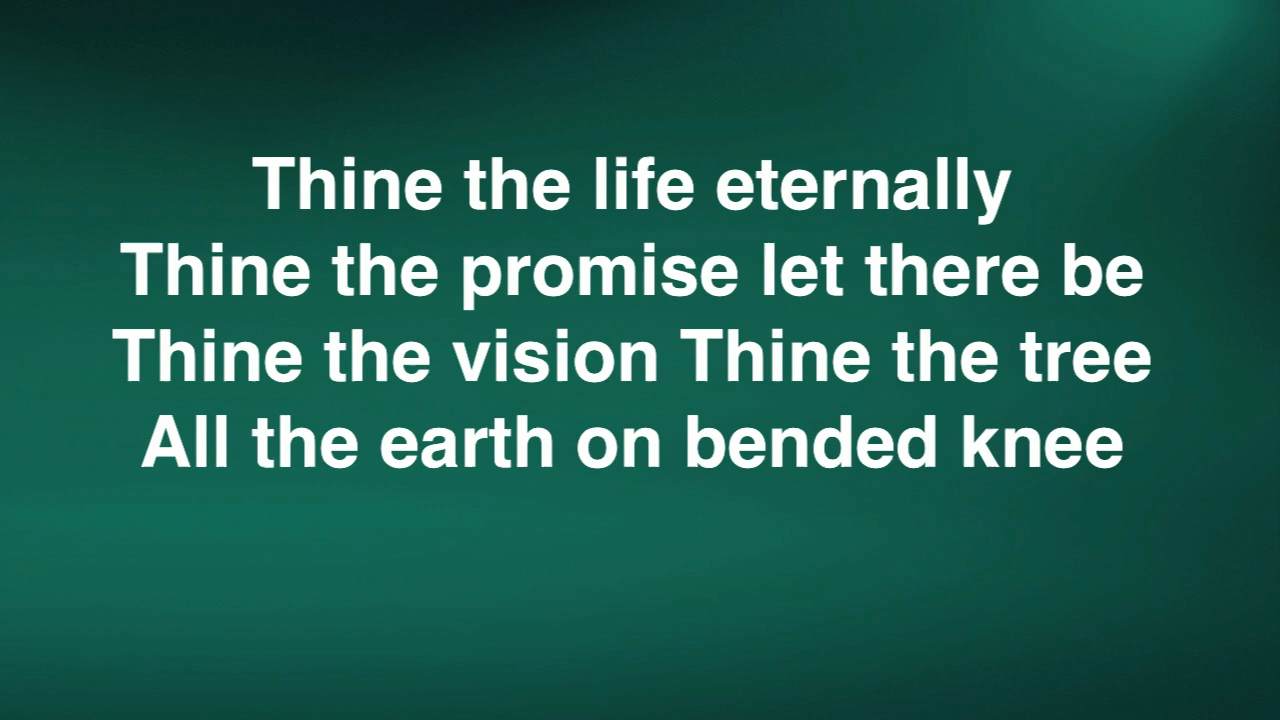 Thine the life eternally
Thine the promise let there be
Thine the vision Thine the tree
All the earth on bended knee